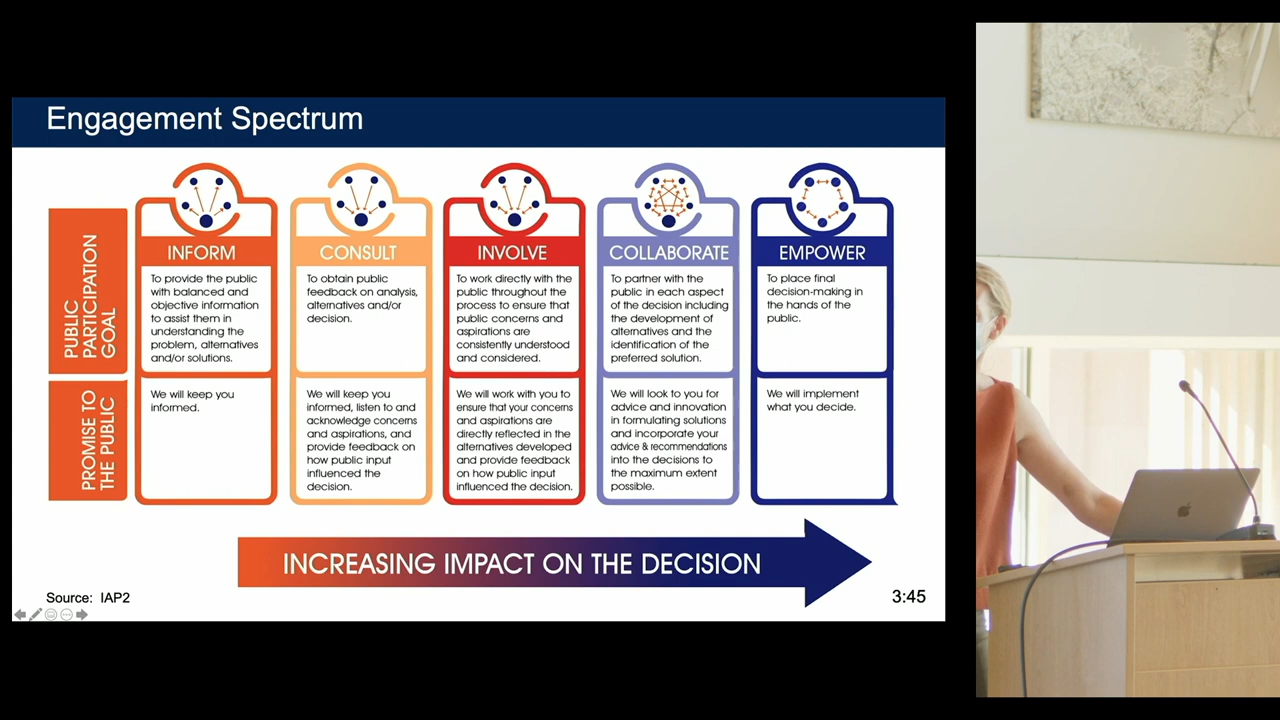 Engagement Spectrum
PUBLIC
PARTICIPATION
GOAL
INFORM
To provide the public
with balanced and
objective information
to assist them in
understanding the
problem, alternatives
and/or solutions.
CONSULT
To obtain public
feedback on analysis,
alternatives and/or
decision.
INVOLVE
To work directly with the
public throughout the
process to ensure that
public concerns and
aspirations are
consistently understood
and considered.
COLLABORATE
To partner with the
public in each aspect
of the decision including
the development of
alternatives and the
identification of the
preferred solution.
EMPOWER
To place final
decision-making in
the hands of the
public.
PROMISE TO
THE PUBLIC
We will keep you
informed.
We will keep you
informed, listen to and
acknowledge concerns
and aspirations, and
provide feedback on
how public input
influenced the
decision.
We will work with you to
ensure that your concerns
and aspirations are
directly reflected in the
alternatives developed
and provide feedback
on how public input
influenced the decision.
We will look to you for
advice and innovation
in formulating solutions
and incorporate your
advice & recommendations
into the decisions to
the maximum extent
possible.
We will implement
what you decide.
INCREASING IMPACT ON THE DECISION
Source: IAP2
3:45